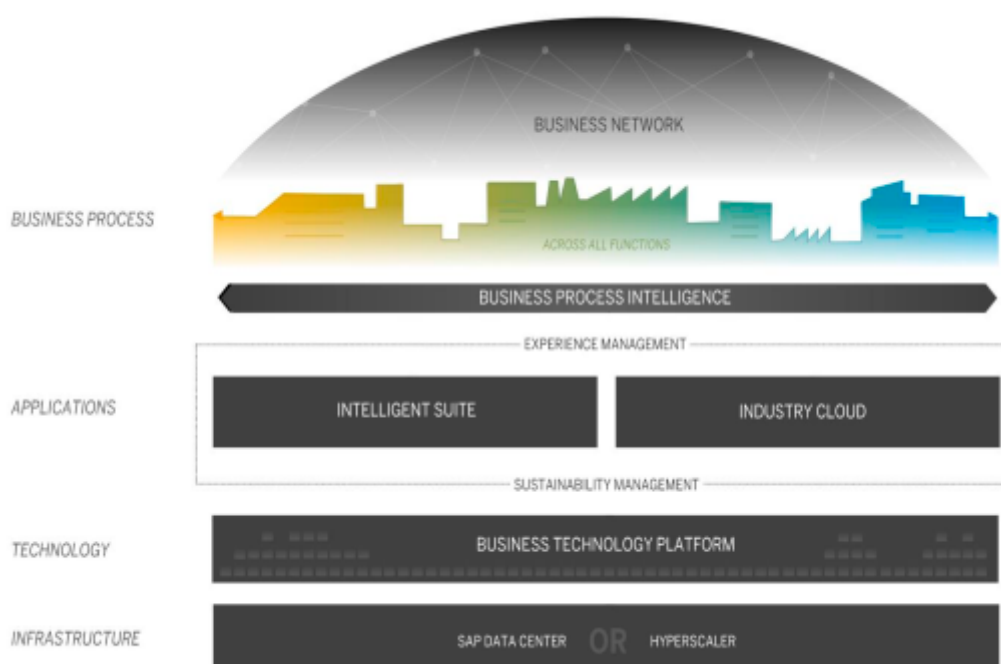 BUSINESS NETWORK
BUSINESS PROCESS
ACROSS ALL FUNCTIONS
BUSINESS PROCESS INTELLIGENCE
EXPERIENCE MANAGEMENT
APPLICATIONS
INTELLIGENT SUITE
INDUSTRY CLOUD
SUSTAINABILITY MANAGEMENT
TECHNOLOGY
BUSINESS TECHNOLOGY PLATFORM
INFRASTRUCTURE
SAP DATA CENTER OR HYPERSCALER